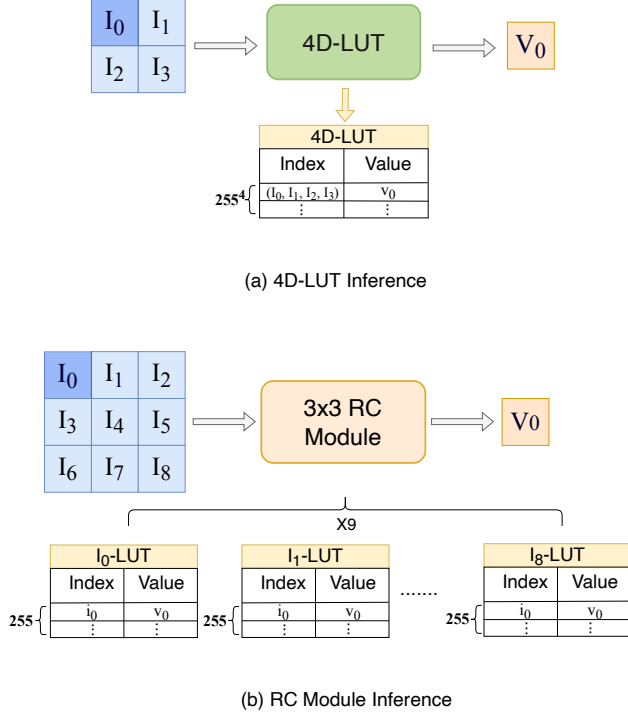 I0 I1
I2 I3
4D-LUT
V0
4D-LUT
Index Value
255⁴ (I0, I1, I2, I3) v0
⋮ ⋮
(a) 4D-LUT Inference
I0 I1 I2
I3 I4 I5
I6 I7 I8
3x3 RC
Module
V0
X9
I0-LUT I1-LUT I8-LUT
Index Value Index Value ....... Index Value
255 i0 v0 255 i0 v0 255 i0 v0
⋮ ⋮ ⋮ ⋮ ⋮ ⋮
(b) RC Module Inference